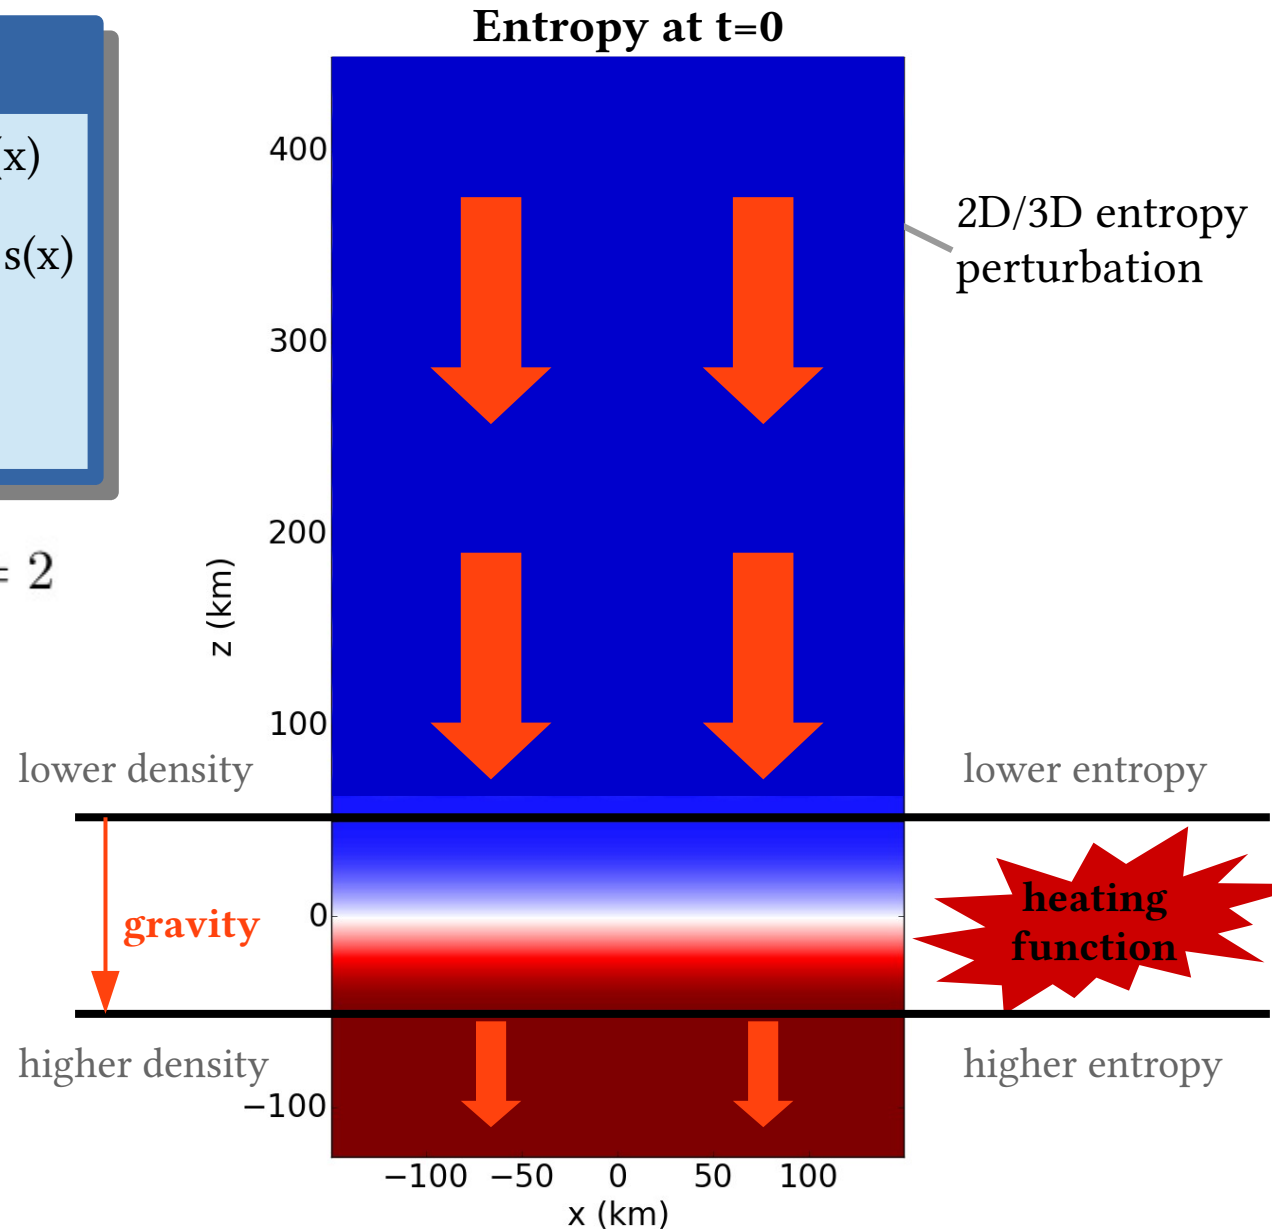 Entropy at t=0
(x)
s(x)
= 2
400
300
200
100
0
−100
z (km)
2D/3D entropy
perturbation
lower density
lower entropy
gravity
heating
function
higher density
higher entropy
−100 −50 0 50 100
x (km)